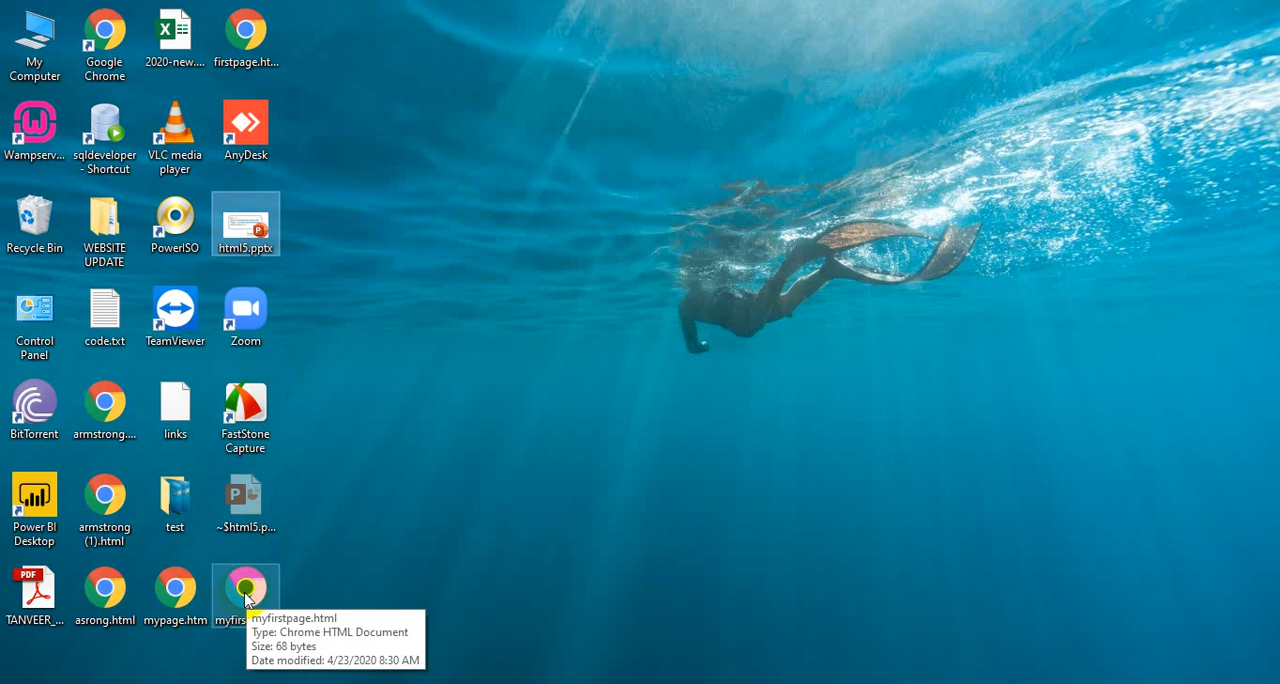 My
Computer
Google
Chrome
2020-new....
firstpage.ht...
Wampserv...
sqldeveloper
- Shortcut
VLC media
player
AnyDesk
Recycle Bin
WEBSITE
UPDATE
PowerISO
html5.pptx
Control
Panel
code.txt
TeamViewer
Zoom
BitTorrent
armstrong....
links
FastStone
Capture
Power BI
Desktop
armstrong
(1).html
test
~$html5.p...
PDF
TANVEER_...
asrong.html
mypage.htm
myfirs
myfirstpage.html
Type: Chrome HTML Document
Size: 68 bytes
Date modified: 4/23/2020 8:30 AM